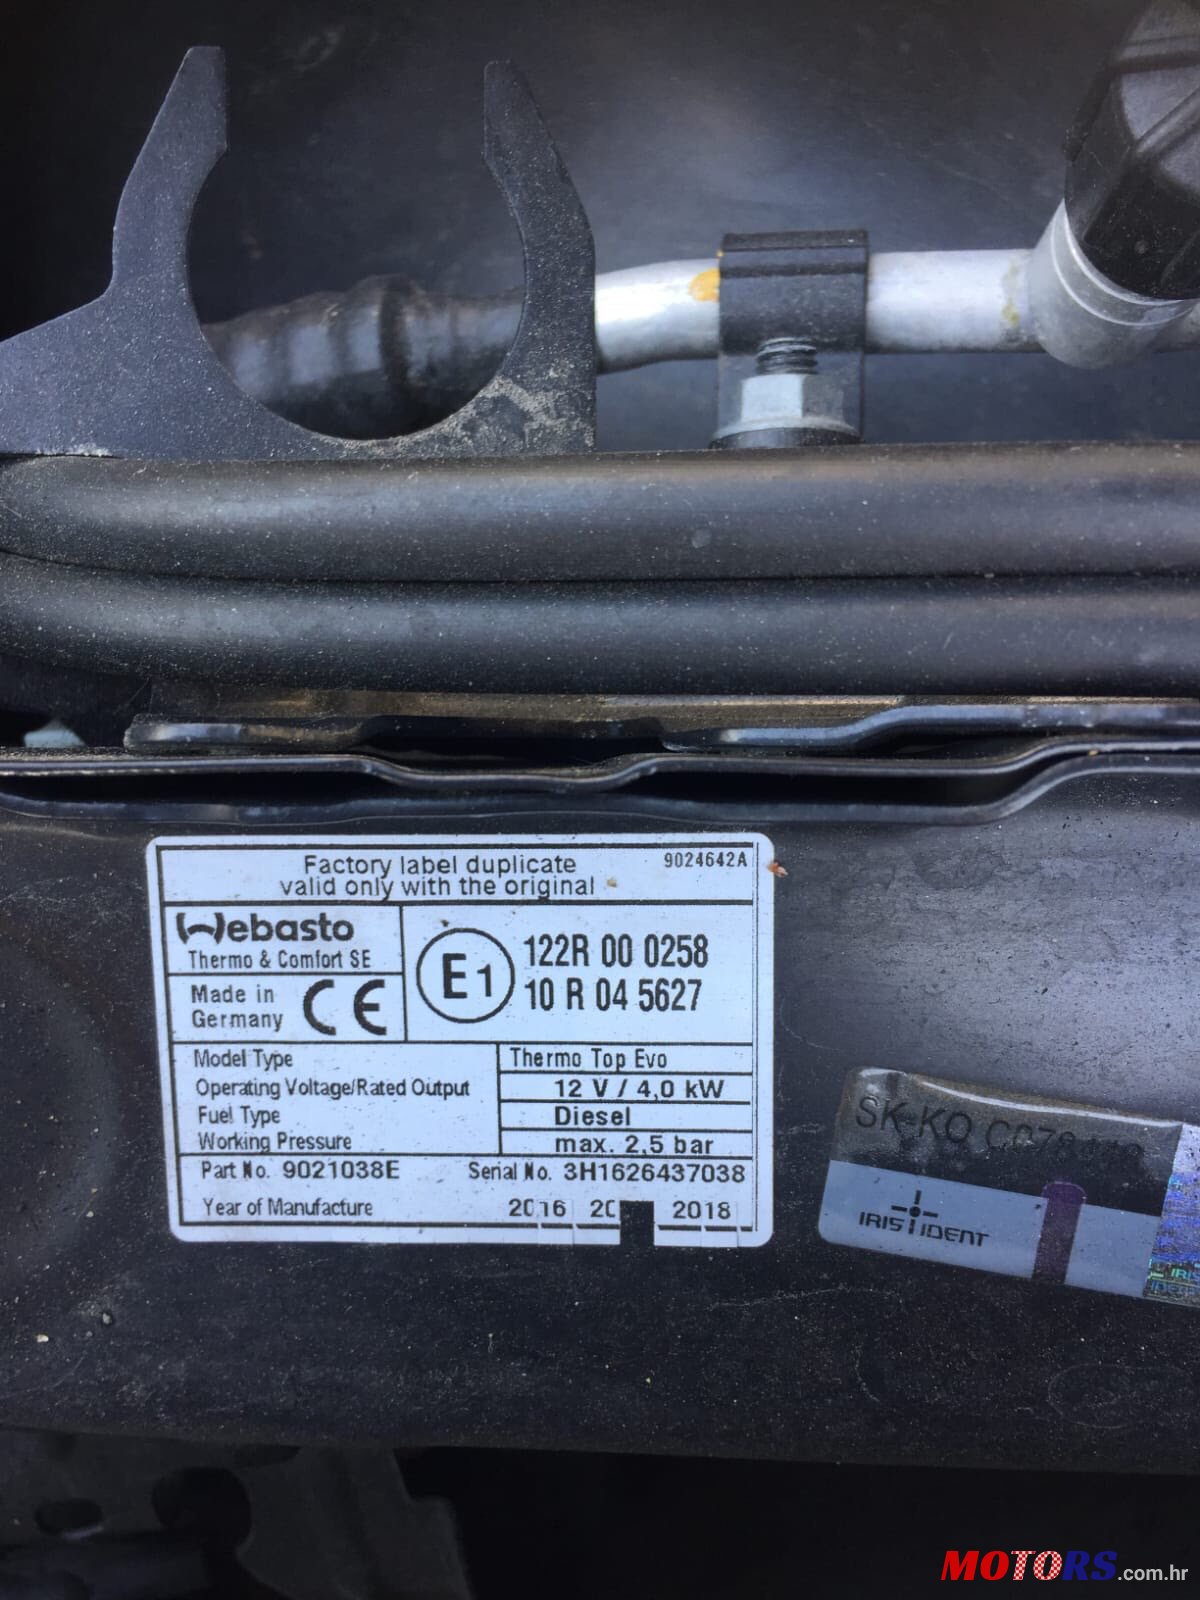 Factory label duplicate 9024642A
valid only with the original
Webasto
Thermo & Comfort SE
Made in
Germany
CE
E1
122R 00 0258
10 R 04 5627
Model Type Thermo Top Evo
Operating Voltage/Rated Output 12 V / 4,0 kW
Fuel Type Diesel
Working Pressure max. 2,5 bar
Part No. 9021038E Serial No. 3H1626437038
Year of Manufacture 2016 20 2018
SK-KO
IRIS IDENT
MOTORS.com.hr